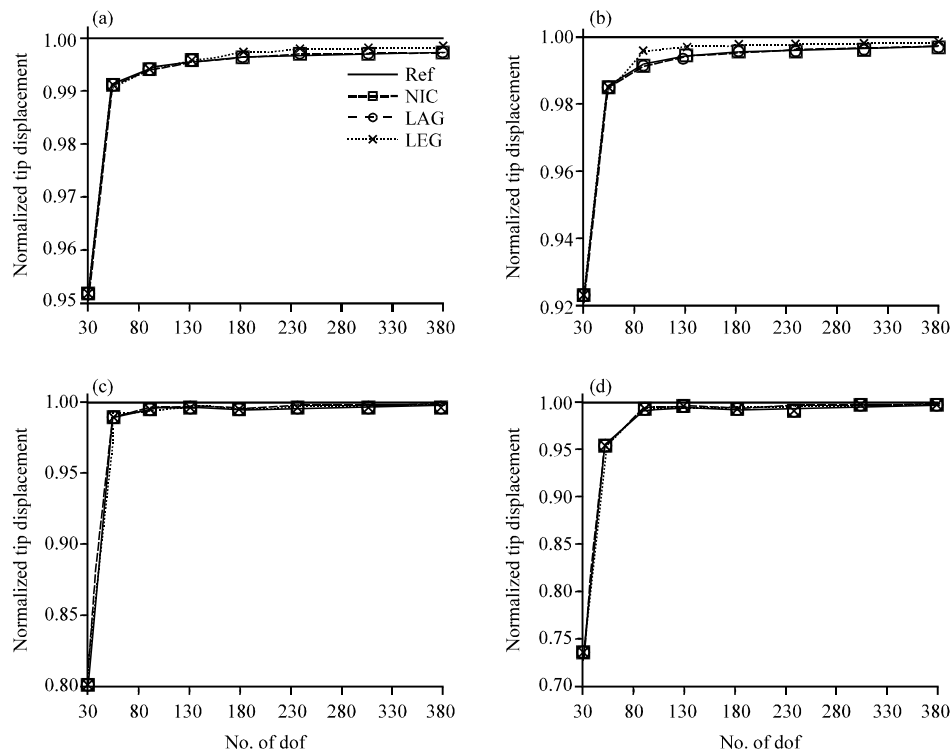 (a)
Normalized tip displacement
1.00
0.99
0.98
0.97
0.96
0.95
30 80 130 180 230 280 330 380
Ref
NIC
LAG
LEG
(b)
Normalized tip displacement
1.00
0.98
0.96
0.94
0.92
30 80 130 180 230 280 330 380
(c)
Normalized tip displacement
1.00
0.95
0.90
0.85
0.80
30 80 130 180 230 280 330 380
No. of dof
(d)
Normalized tip displacement
1.00
0.95
0.90
0.85
0.80
0.75
0.70
30 80 130 180 230 280 330 380
No. of dof